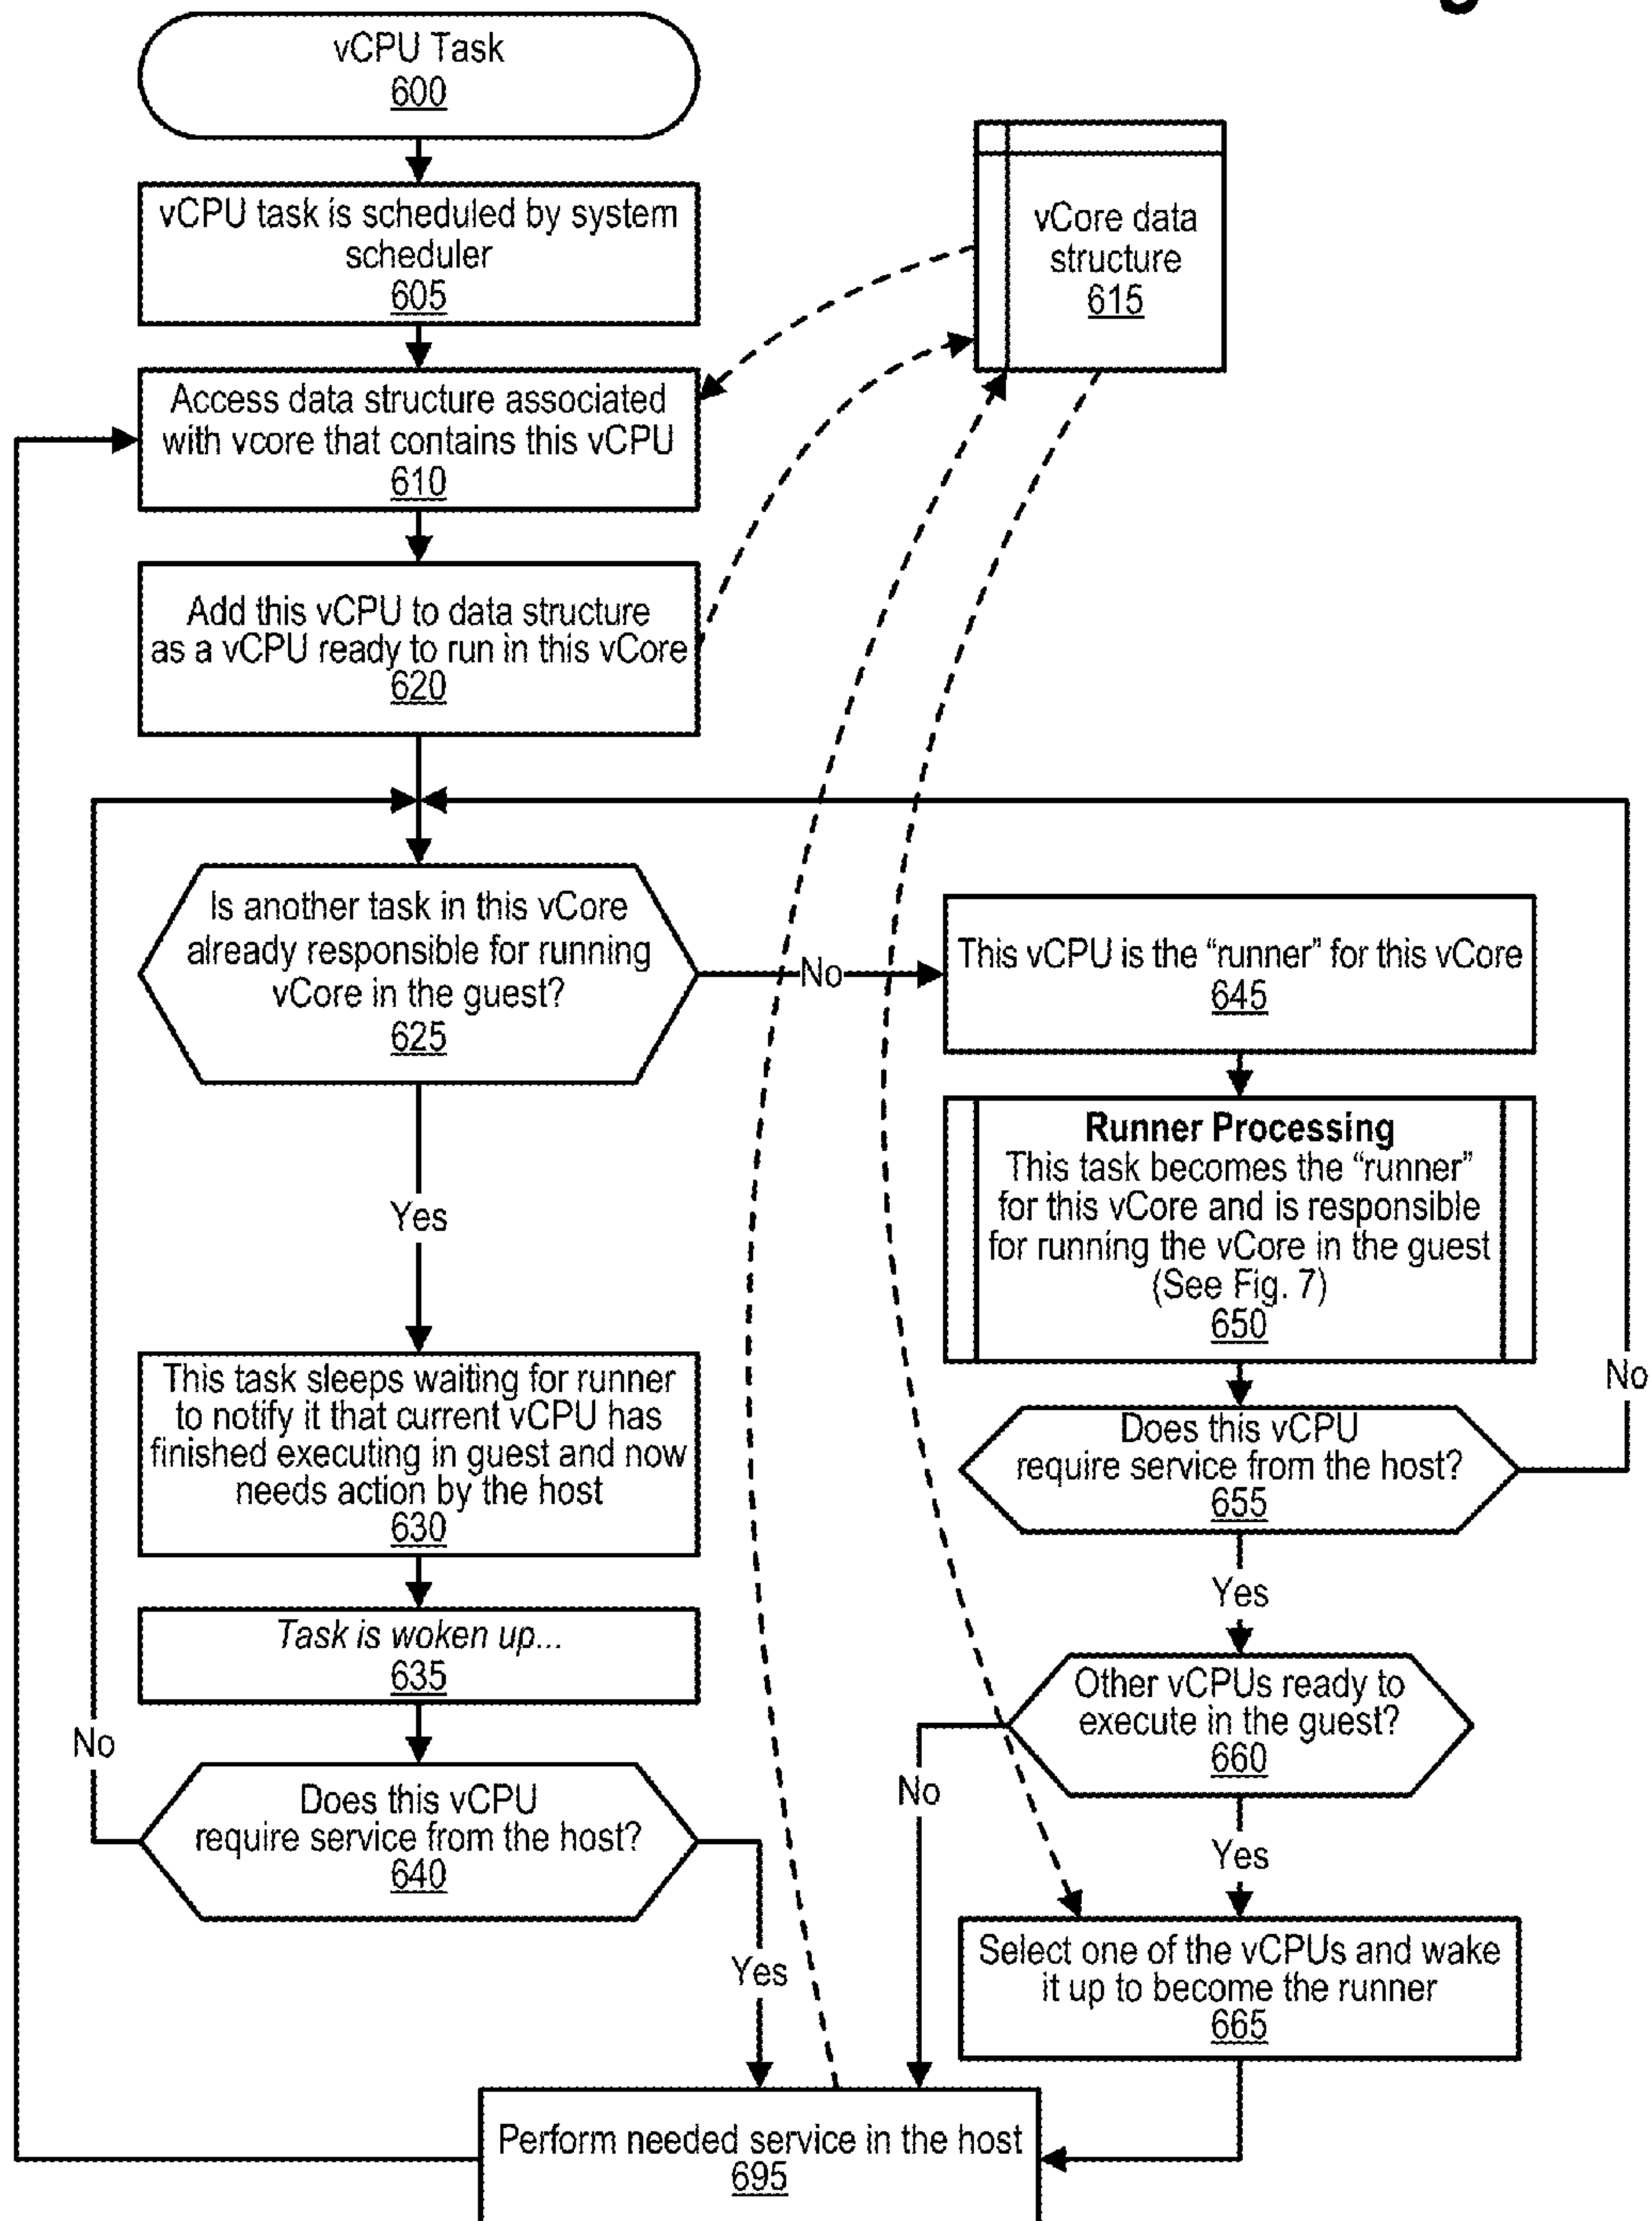 vCPU Task
600
vCPU task is scheduled by system
scheduler
605
vCore data
structure
615
Access data structure associated
with vcore that contains this vCPU
610
Add this vCPU to data structure
as a vCPU ready to run in this vCore
620
Is another task in this vCore
already responsible for running
vCore in the guest?
625
No
This vCPU is the “runner” for this vCore
645
Runner Processing
This task becomes the “runner”
for this vCore and is responsible
for running the vCore in the guest
(See Fig. 7)
650
Yes
This task sleeps waiting for runner
to notify it that current vCPU has
finished executing in guest and now
needs action by the host
630
No
Does this vCPU
require service from the host?
655
Yes
Task is woken up...
635
Other vCPUs ready to
execute in the guest?
660
No
No
Does this vCPU
require service from the host?
640
Yes
Yes
Select one of the vCPUs and wake
it up to become the runner
665
Perform needed service in the host
695